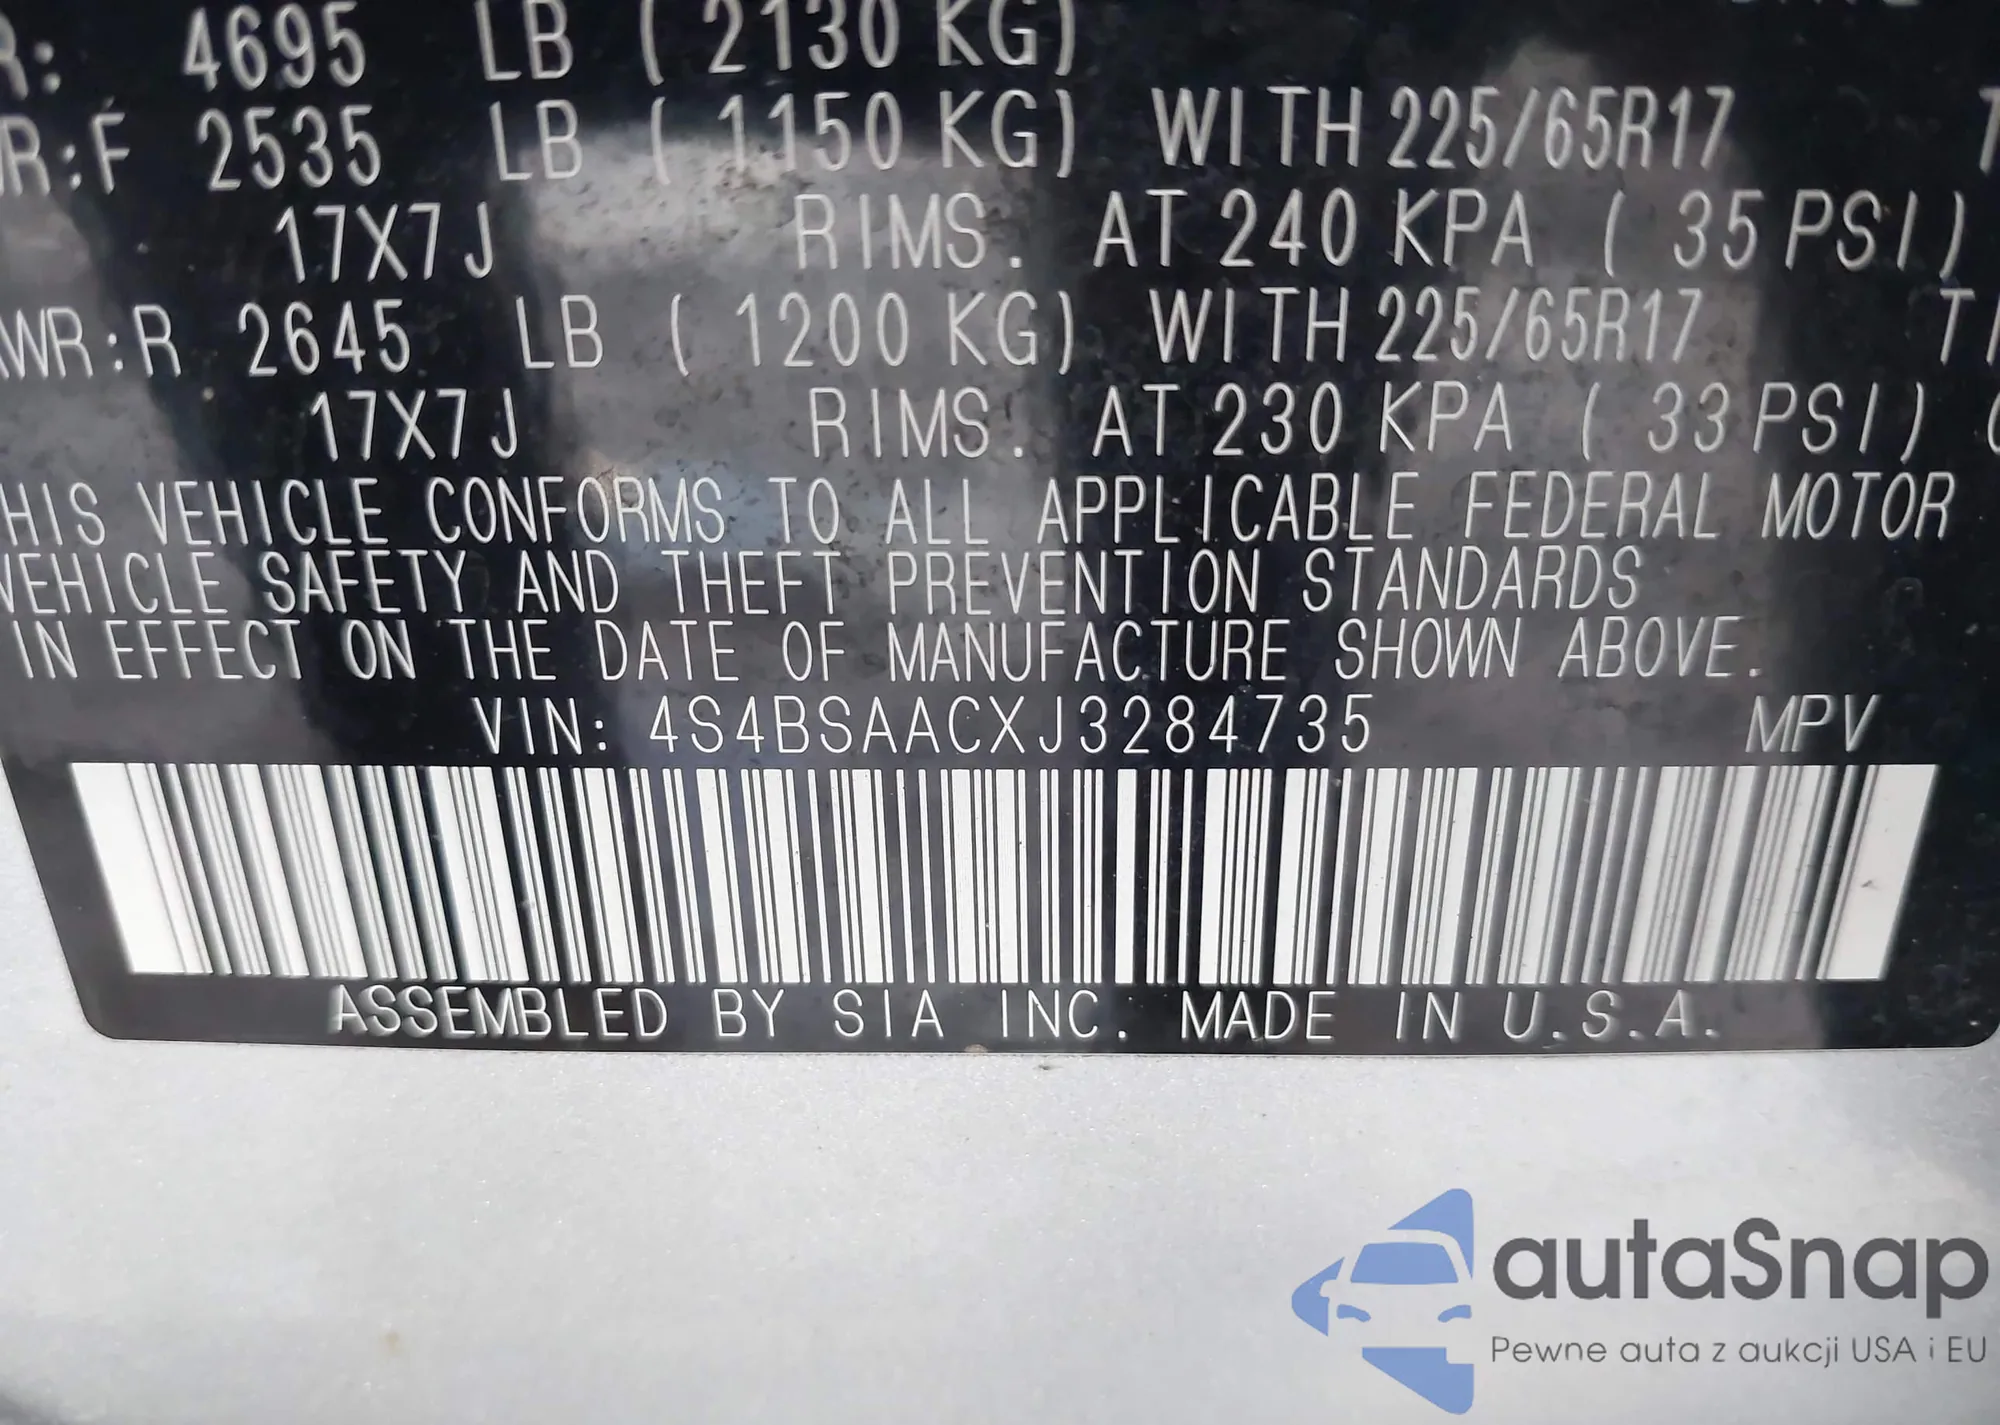 R: 4695 LB ( 2130 KG)
WR:F 2535 LB ( 1150 KG) WITH 225/65R17 T
17X7J RIMS. AT 240 KPA ( 35 PSI)
WR:R 2645 LB ( 1200 KG) WITH 225/65R17 TI
17X7J RIMS. AT 230 KPA ( 33 PSI) C
HIS VEHICLE CONFORMS TO ALL APPLICABLE FEDERAL MOTOR
VEHICLE SAFETY AND THEFT PREVENTION STANDARDS
IN EFFECT ON THE DATE OF MANUFACTURE SHOWN ABOVE.
VIN: 4S4BSAACXJ3284735 MPV
ASSEMBLED BY SIA INC. MADE IN U.S.A.
autaSnap
Pewne auta z aukcji USA i EU